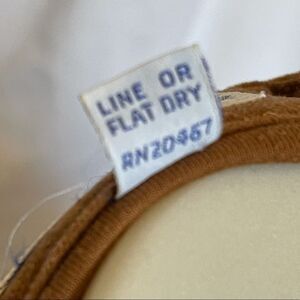 LINE OR
FLAT DRY
RN20467